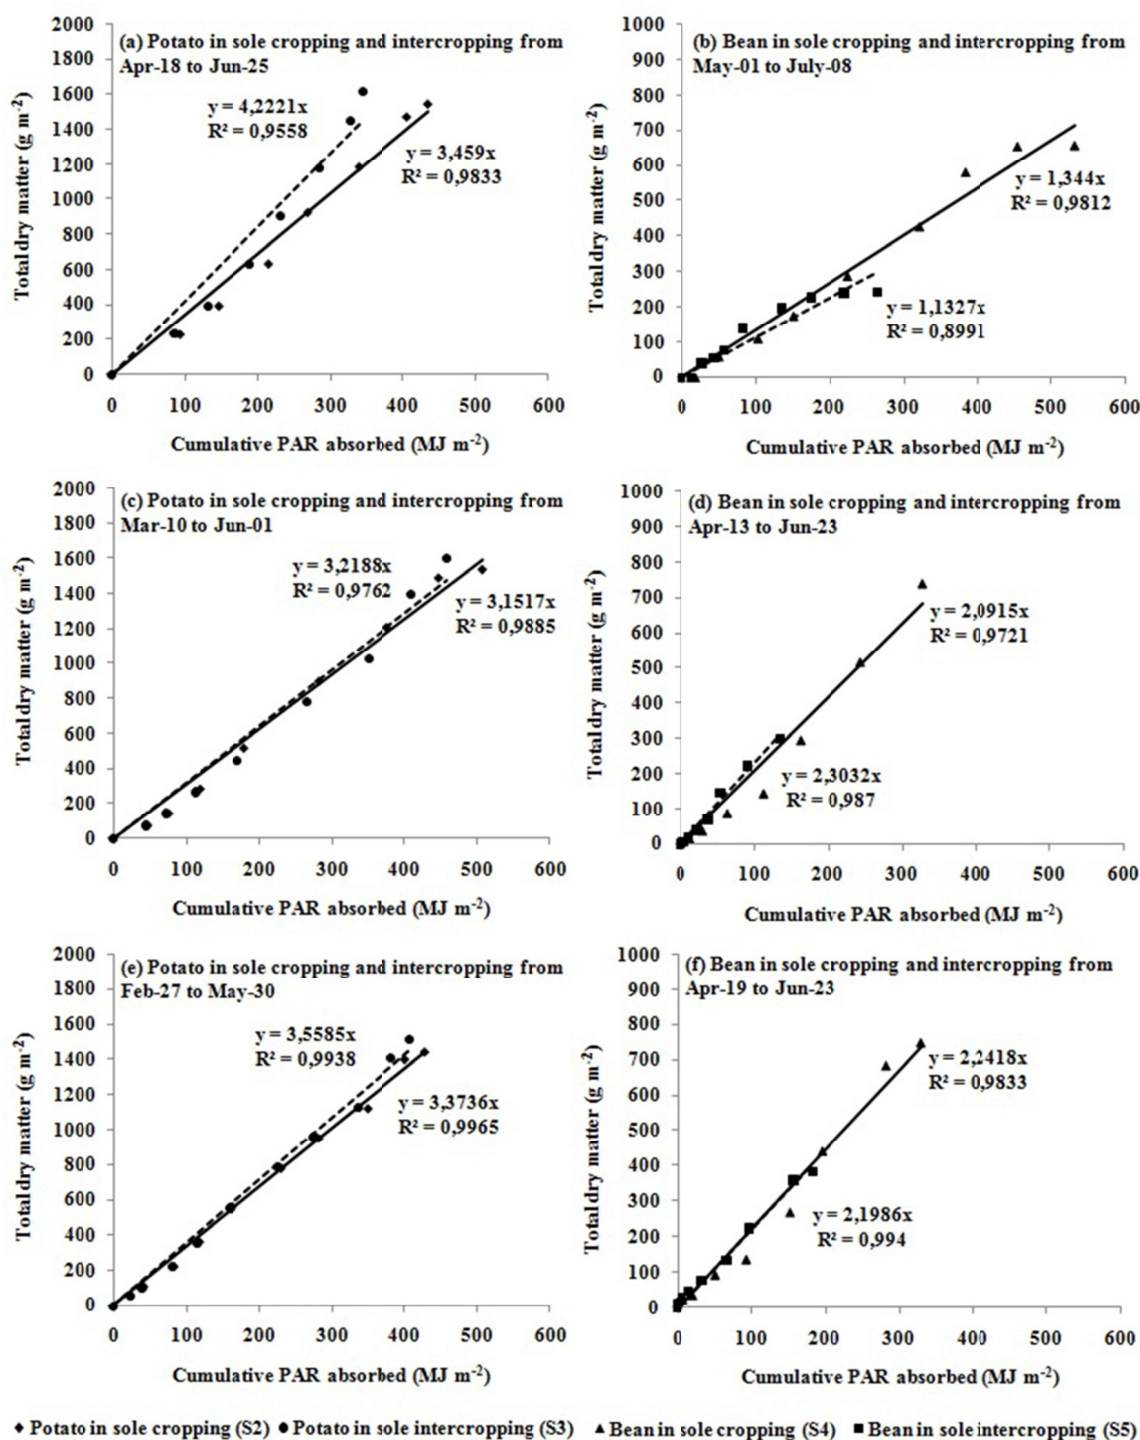 (a) Potato in sole cropping and intercropping from
Apr-18 to Jun-25
Total dry matter (g m-2)
2000
1800
1600
1400
1200
1000
800
600
400
200
0
y = 4,2221x
R² = 0,9558
y = 3,459x
R² = 0,9833
0 100 200 300 400 500 600
Cumulative PAR absorbed (MJ m-2)
(b) Bean in sole cropping and intercropping from
May-01 to July-08
Total dry matter (g m-2)
1000
900
800
700
600
500
400
300
200
100
0
y = 1,344x
R² = 0,9812
y = 1,1327x
R² = 0,8991
0 100 200 300 400 500 600
Cumulative PAR absorbed (MJ m-2)
(c) Potato in sole cropping and intercropping from
Mar-10 to Jun-01
Total dry matter (g m-2)
2000
1800
1600
1400
1200
1000
800
600
400
200
0
y = 3,2188x
R² = 0,9762
y = 3,1517x
R² = 0,9885
0 100 200 300 400 500 600
Cumulative PAR absorbed (MJ m-2)
(d) Bean in sole cropping and intercropping from
Apr-13 to Jun-23
Total dry matter (g m-2)
1000
900
800
700
600
500
400
300
200
100
0
y = 2,0915x
R² = 0,9721
y = 2,3032x
R² = 0,987
0 100 200 300 400 500 600
Cumulative PAR absorbed (MJ m-2)
(e) Potato in sole cropping and intercropping from
Feb-27 to May-30
Total dry matter (g m-2)
2000
1800
1600
1400
1200
1000
800
600
400
200
0
y = 3,5585x
R² = 0,9938
y = 3,3736x
R² = 0,9965
0 100 200 300 400 500 600
Cumulative PAR absorbed (MJ m-2)
(f) Bean in sole cropping and intercropping from
Apr-19 to Jun-23
Total dry matter (g m-2)
1000
900
800
700
600
500
400
300
200
100
0
y = 2,2418x
R² = 0,9833
y = 2,1986x
R² = 0,994
0 100 200 300 400 500 600
Cumulative PAR absorbed (MJ m-2)
Potato in sole cropping (S2) Potato in sole intercropping (S3) Bean in sole cropping (S4) Bean in sole intercropping (S5)